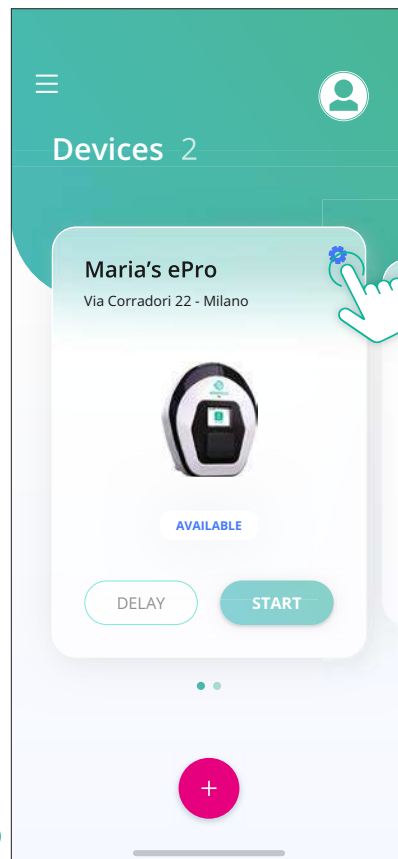 Devices 2
Maria’s ePro
Via Corradori 22 - Milano
AVAILABLE
DELAY
START